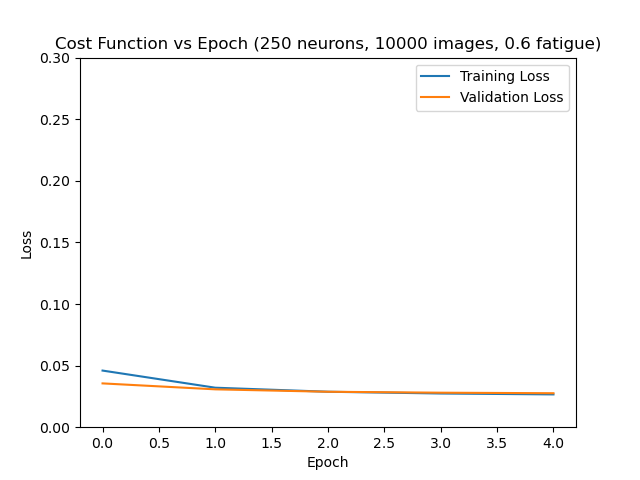 Cost Function vs Epoch (250 neurons, 10000 images, 0.6 fatigue)
0.30
Training Loss
Validation Loss
0.25
0.20
0.15
Loss
0.10
0.05
0.00
0.0 0.5 1.0 1.5 2.0 2.5 3.0 3.5 4.0
Epoch